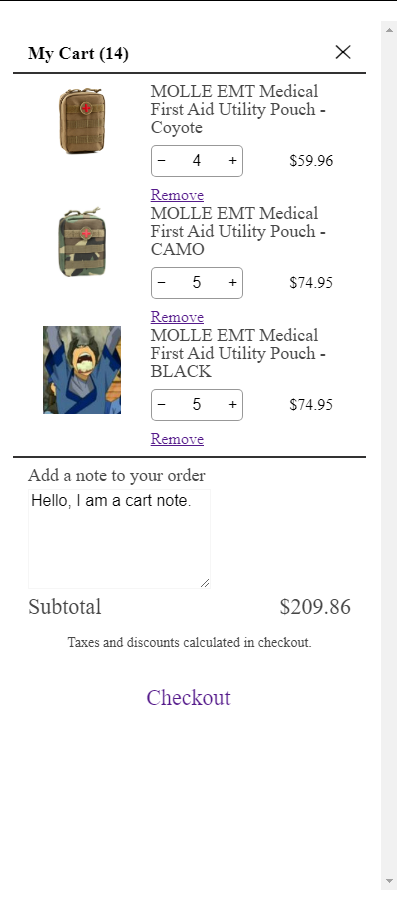 My Cart (14)
MOLLE EMT Medical
First Aid Utility Pouch -
Coyote
− 4 + $59.96
Remove
MOLLE EMT Medical
First Aid Utility Pouch -
CAMO
− 5 + $74.95
Remove
MOLLE EMT Medical
First Aid Utility Pouch -
BLACK
− 5 + $74.95
Remove
Add a note to your order
Hello, I am a cart note.
Subtotal $209.86
Taxes and discounts calculated in checkout.
Checkout